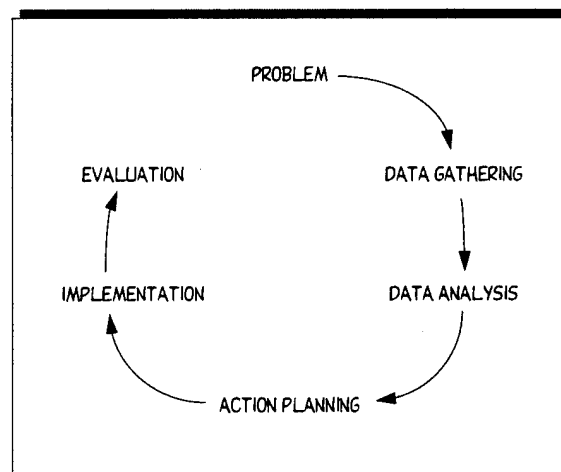 PROBLEM
DATA GATHERING
DATA ANALYSIS
ACTION PLANNING
IMPLEMENTATION
EVALUATION